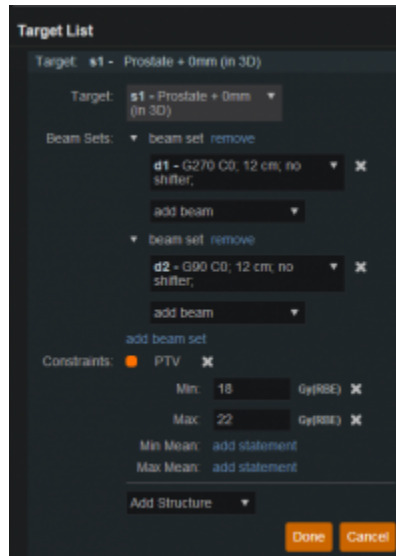 Target List
Target: s1 - Prostate + 0mm (in 3D)
Target: s1 - Prostate + 0mm
(in 3D)
Beam Sets: beam set remove
d1 - G270 C0; 12 cm; no
shifter;
add beam
beam set remove
d2 - G90 C0; 12 cm; no
shifter;
add beam
add beam set
Constraints: PTV
Min: 18 Gy(RBE)
Max: 22 Gy(RBE)
Min Mean: add statement
Max Mean: add statement
Add Structure
Done Cancel